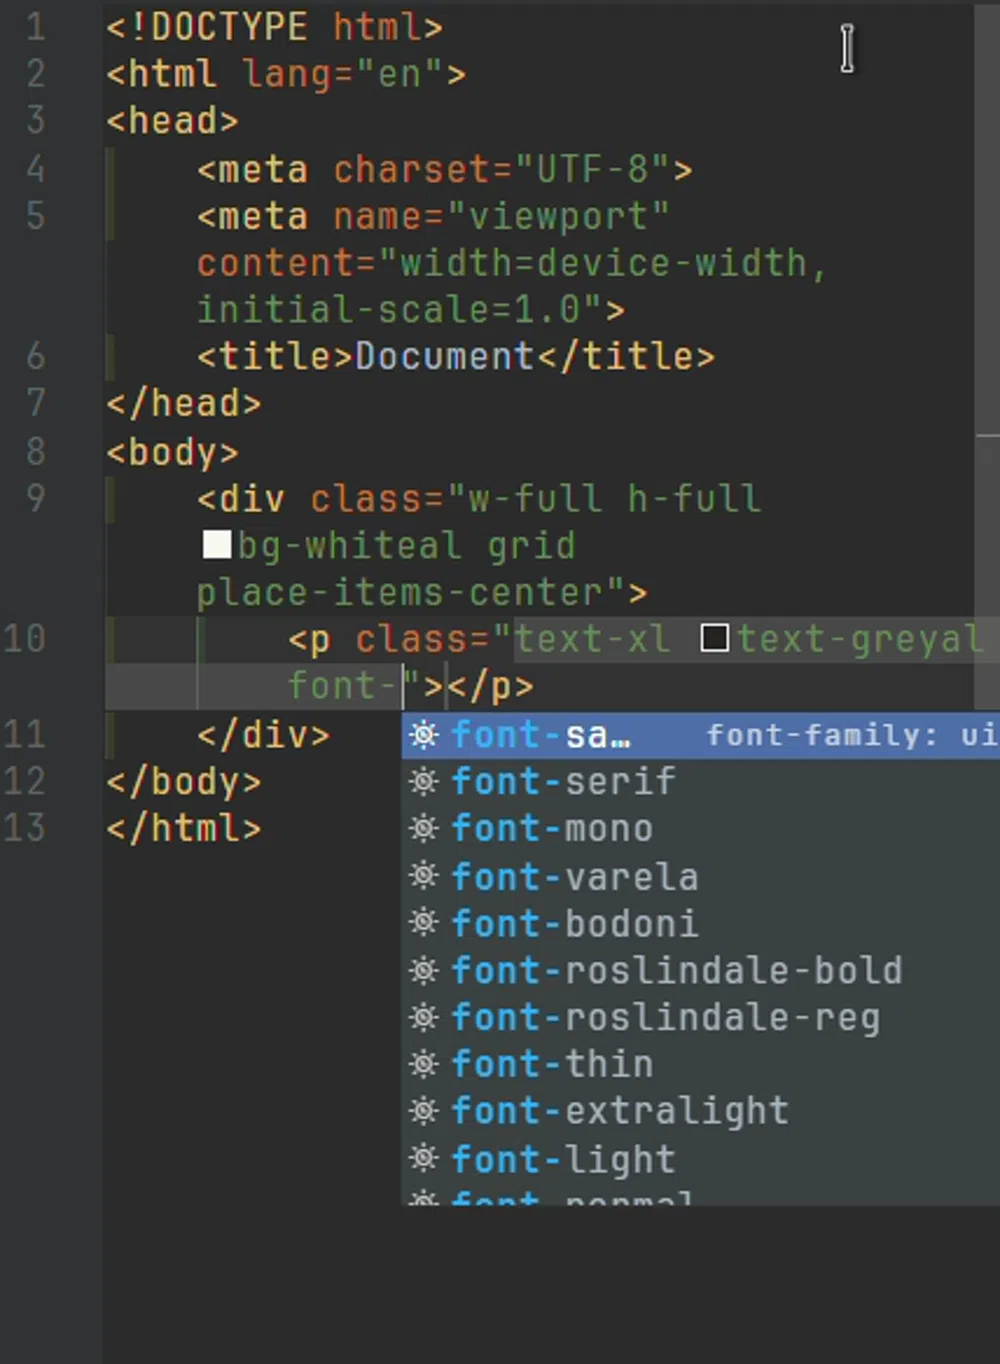 1 <!DOCTYPE html>
2 <html lang="en">
3 <head>
4 <meta charset="UTF-8">
5 <meta name="viewport"
content="width=device-width,
initial-scale=1.0">
6 <title>Document</title>
7 </head>
8 <body>
9 <div class="w-full h-full
bg-whiteal grid
place-items-center">
10 <p class="text-xl text-greyal
font-"></p>
11 </div>
12 </body>
13 </html>
font-sa… font-family: ui
font-serif
font-mono
font-varela
font-bodoni
font-roslindale-bold
font-roslindale-reg
font-thin
font-extralight
font-light
font-normal